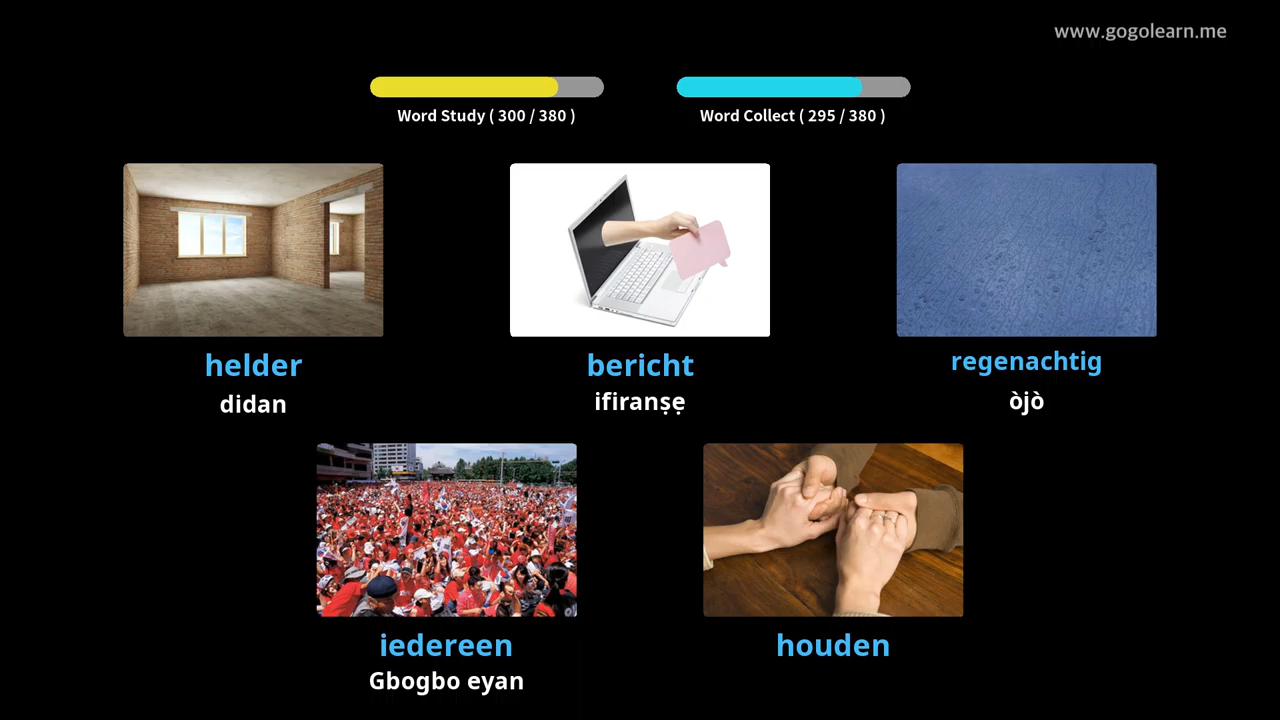 www.gogolearn.me
Word Study ( 300 / 380 )
Word Collect ( 295 / 380 )
helder
didan
bericht
ifiranṣẹ
regenachtig
òjò
iedereen
Gbogbo eyan
houden